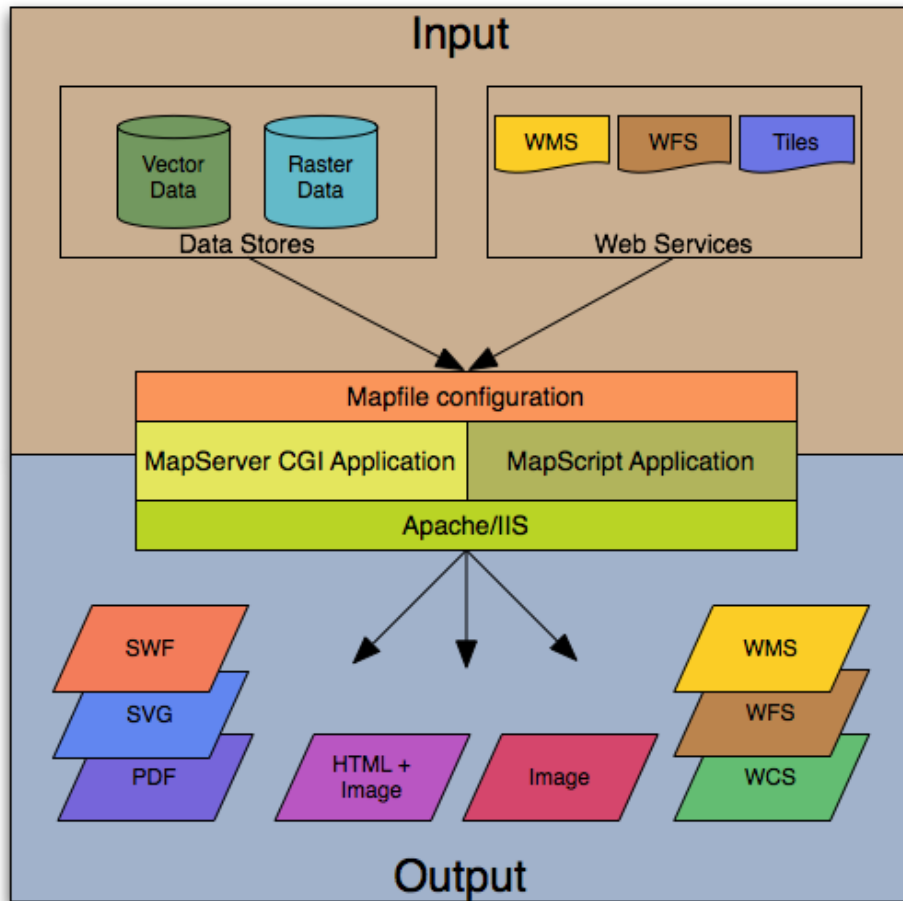 Input
Vector
Data
Raster
Data
Data Stores
WMS
WFS
Tiles
Web Services
Mapfile configuration
MapServer CGI Application
MapScript Application
Apache/IIS
SWF
SVG
PDF
HTML +
Image
Image
WMS
WFS
WCS
Output